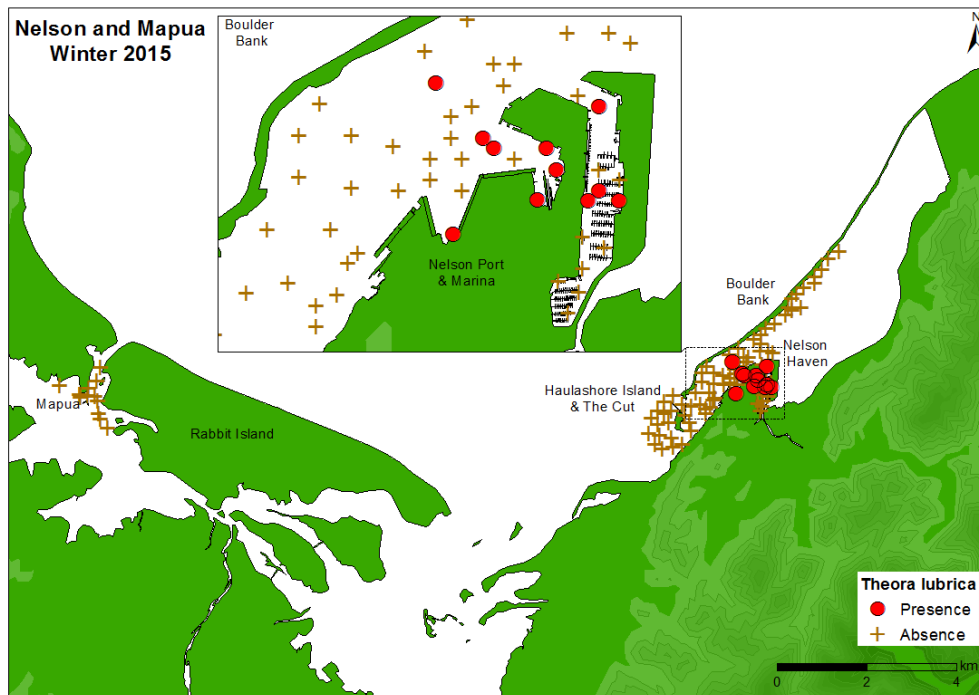 Nelson and Mapua
Winter 2015
Boulder
Bank
Nelson Port
& Marina
N
Boulder
Bank
Nelson
Haven
Haulashore Island
& The Cut
Mapua
Rabbit Island
Theora lubrica
Presence
Absence
km
0 2 4